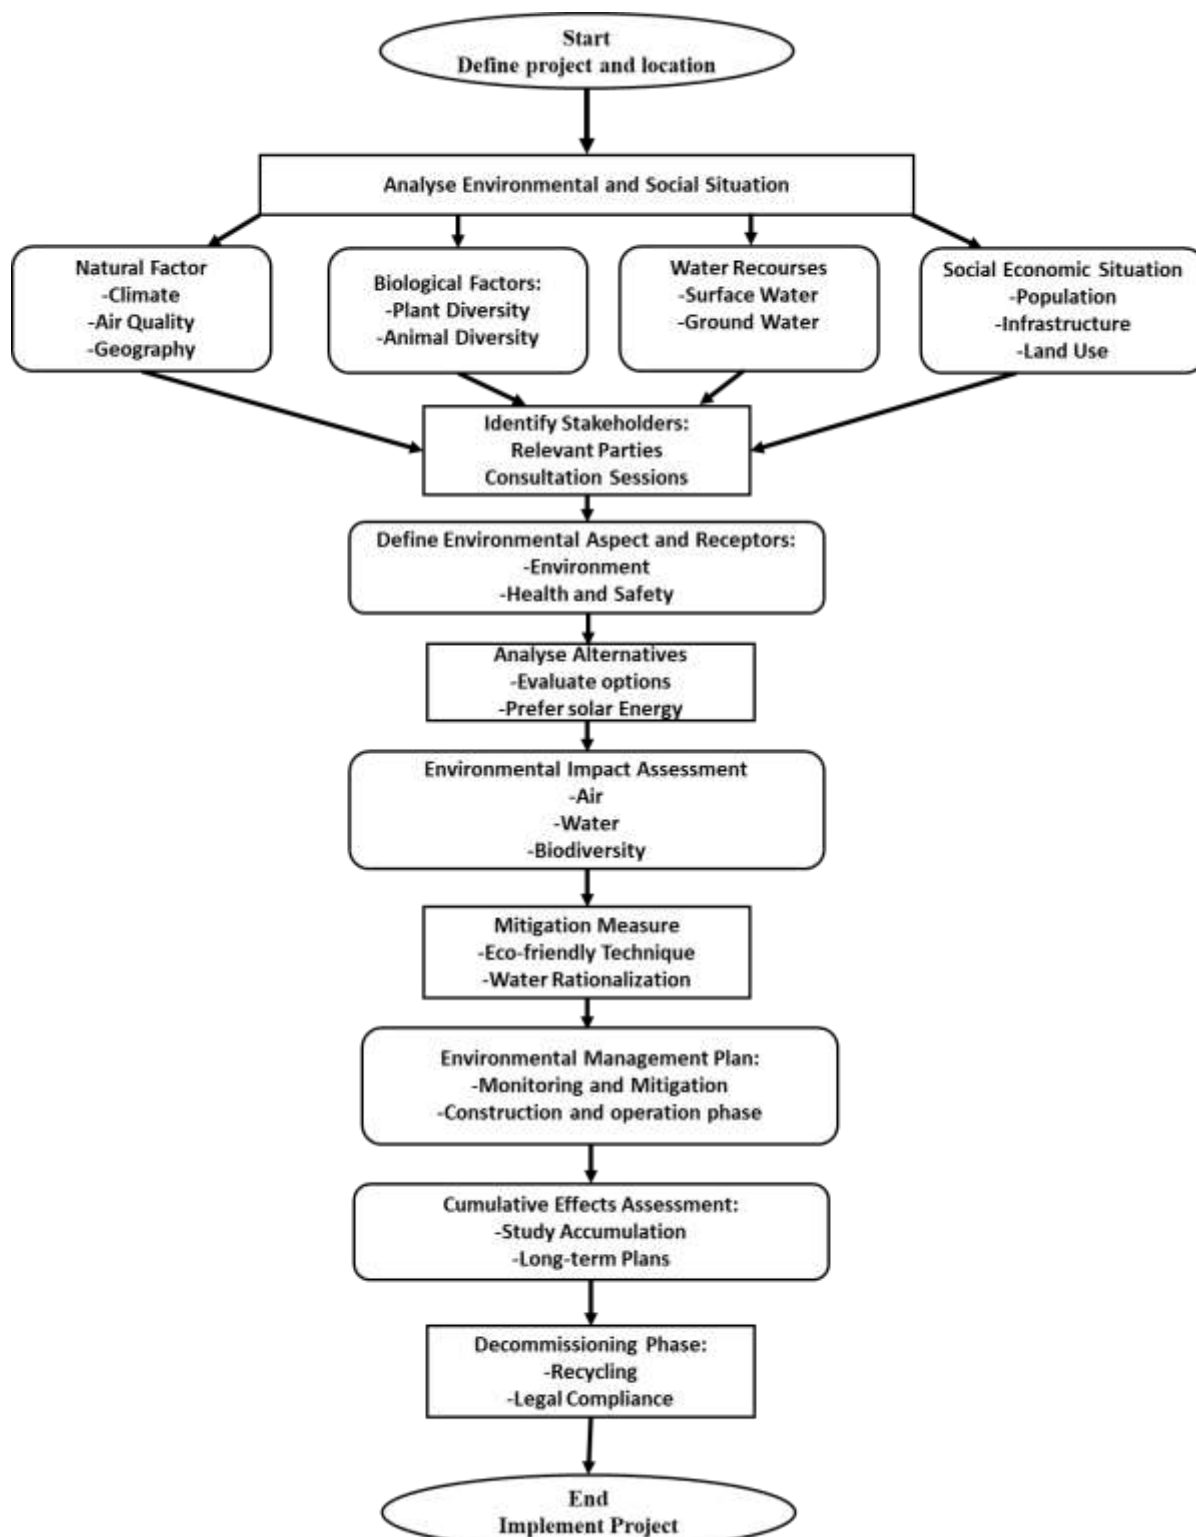 Start
Define project and location
Analyse Environmental and Social Situation
Natural Factor
-Climate
-Air Quality
-Geography
Biological Factors:
-Plant Diversity
-Animal Diversity
Water Recourses
-Surface Water
-Ground Water
Social Economic Situation
-Population
-Infrastructure
-Land Use
Identify Stakeholders:
Relevant Parties
Consultation Sessions
Define Environmental Aspect and Receptors:
-Environment
-Health and Safety
Analyse Alternatives
-Evaluate options
-Prefer solar Energy
Environmental Impact Assessment
-Air
-Water
-Biodiversity
Mitigation Measure
-Eco-friendly Technique
-Water Rationalization
Environmental Management Plan:
-Monitoring and Mitigation
-Construction and operation phase
Cumulative Effects Assessment:
-Study Accumulation
-Long-term Plans
Decommissioning Phase:
-Recycling
-Legal Compliance
End
Implement Project